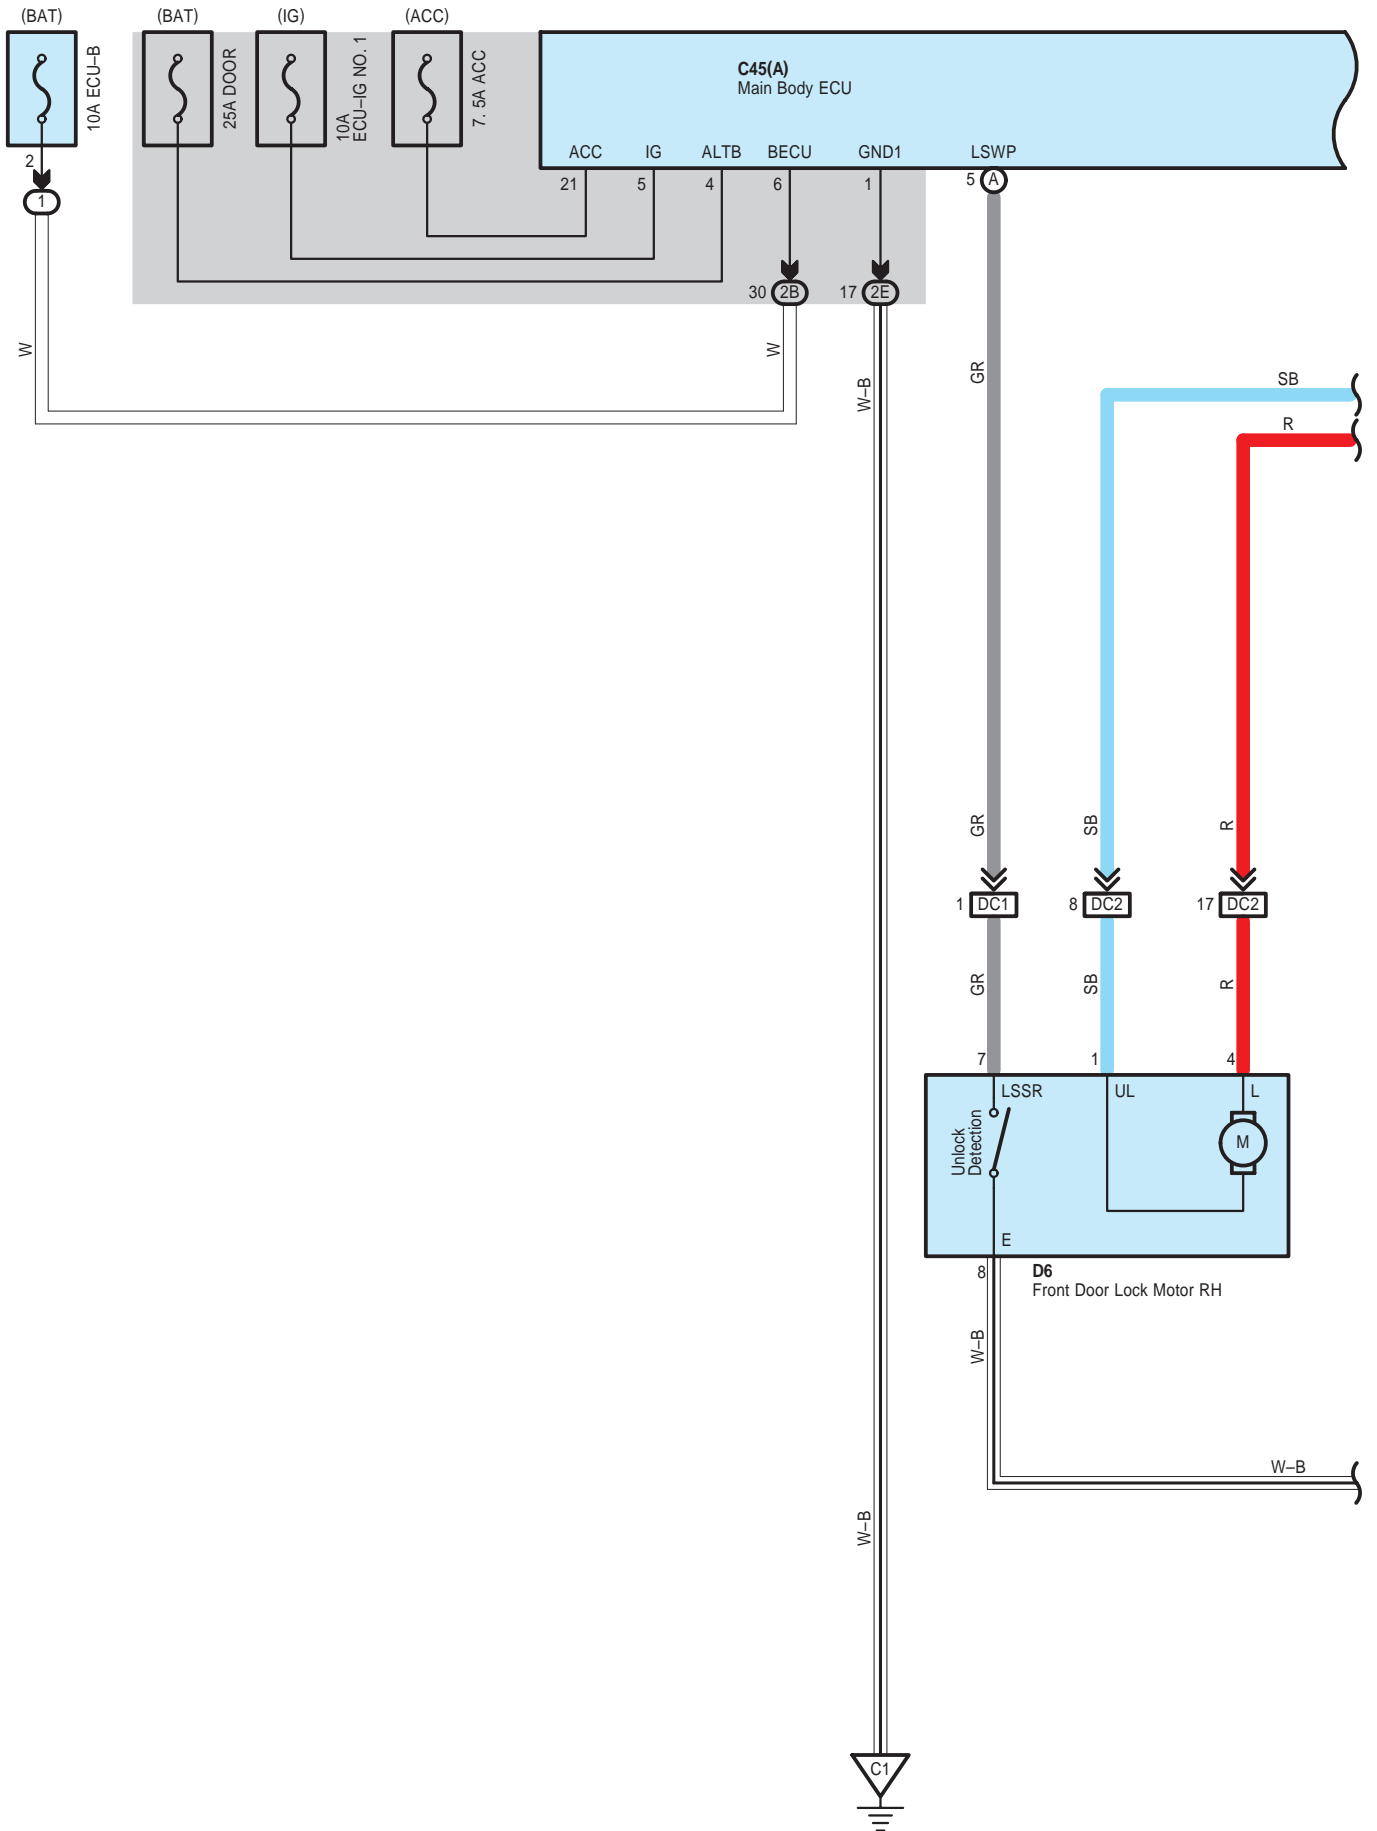 (BAT)
(BAT)
(IG)
(ACC)
10A ECU–B
25A DOOR
10A
ECU–IG NO. 1
7. 5A ACC
C45(A)
Main Body ECU
ACC
IG
ALTB
BECU
GND1
LSWP
2
21
5
4
6
1
5
A
1
30
2B
17
2E
W
W
W–B
GR
SB
R
GR
SB
R
1
DC1
8
DC2
17
DC2
GR
SB
R
7
1
4
LSSR
UL
L
Unlock
Detection
M
E
8
D6
Front Door Lock Motor RH
W–B
W–B
W–B
C1